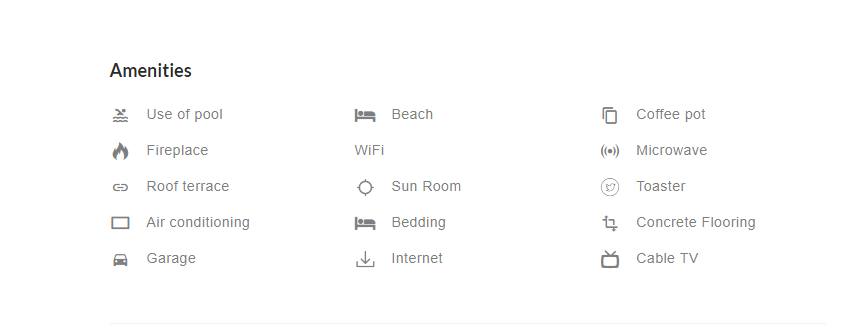 Amenities
Use of pool
Beach
Coffee pot
Fireplace
WiFi
Microwave
Roof terrace
Sun Room
Toaster
Air conditioning
Bedding
Concrete Flooring
Garage
Internet
Cable TV